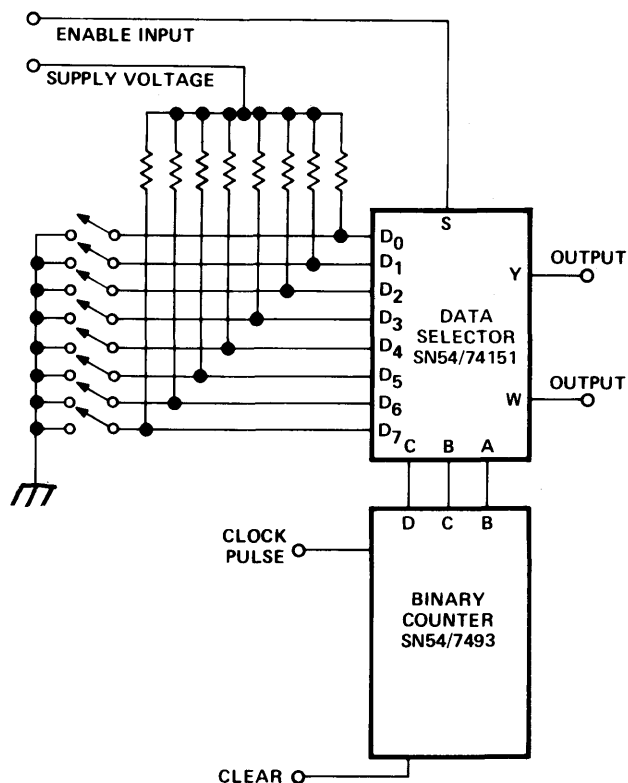 ENABLE INPUT
SUPPLY VOLTAGE
S
D0
D1
D2
D3
D4
D5
D6
D7
Y
OUTPUT
DATA
SELECTOR
SN54/74151
W
OUTPUT
C B A
D C B
CLOCK
PULSE
BINARY
COUNTER
SN54/7493
CLEAR